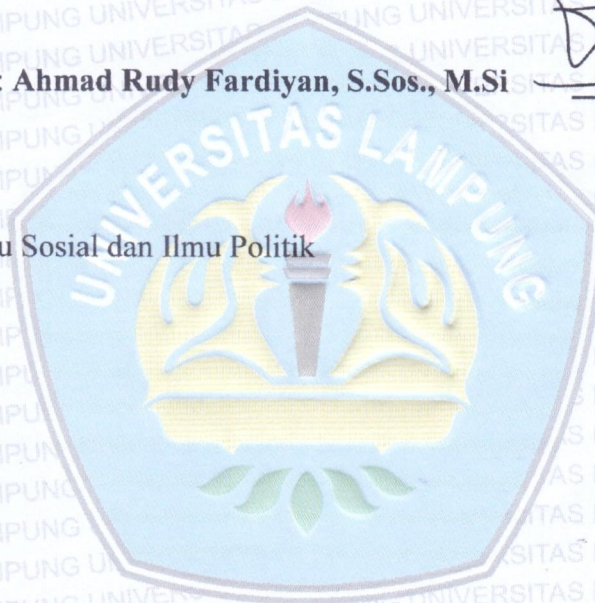 : Ahmad Rudy Fardiyan, S.Sos., M.Si
UNIVERSITAS LAMPUNG
u Sosial dan Ilmu Politik